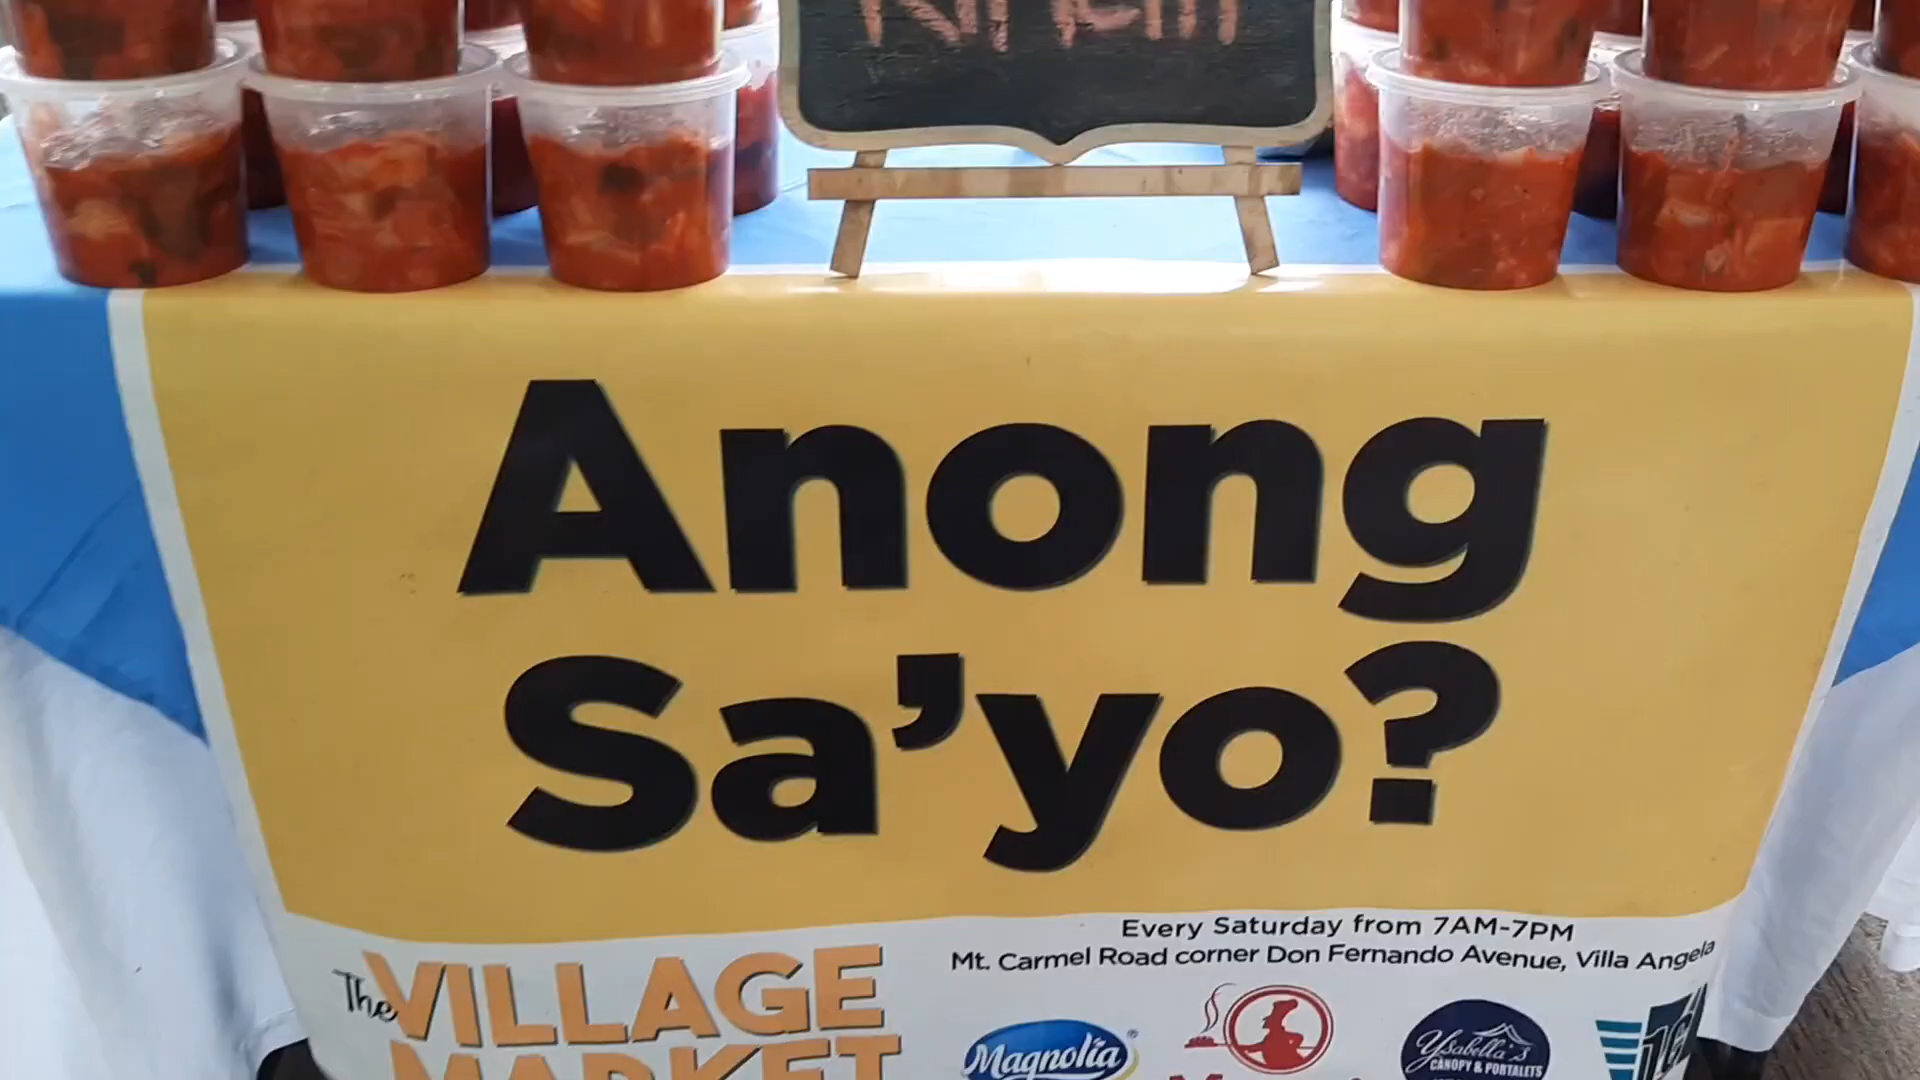 Anong
Sa'yo?
Every Saturday from 7AM-7PM
Mt. Carmel Road corner Don Fernando Avenue, Villa Angela
The VILLAGE
MARKET
Magnolia
Ysabella's
CANOPY & PORTALETS